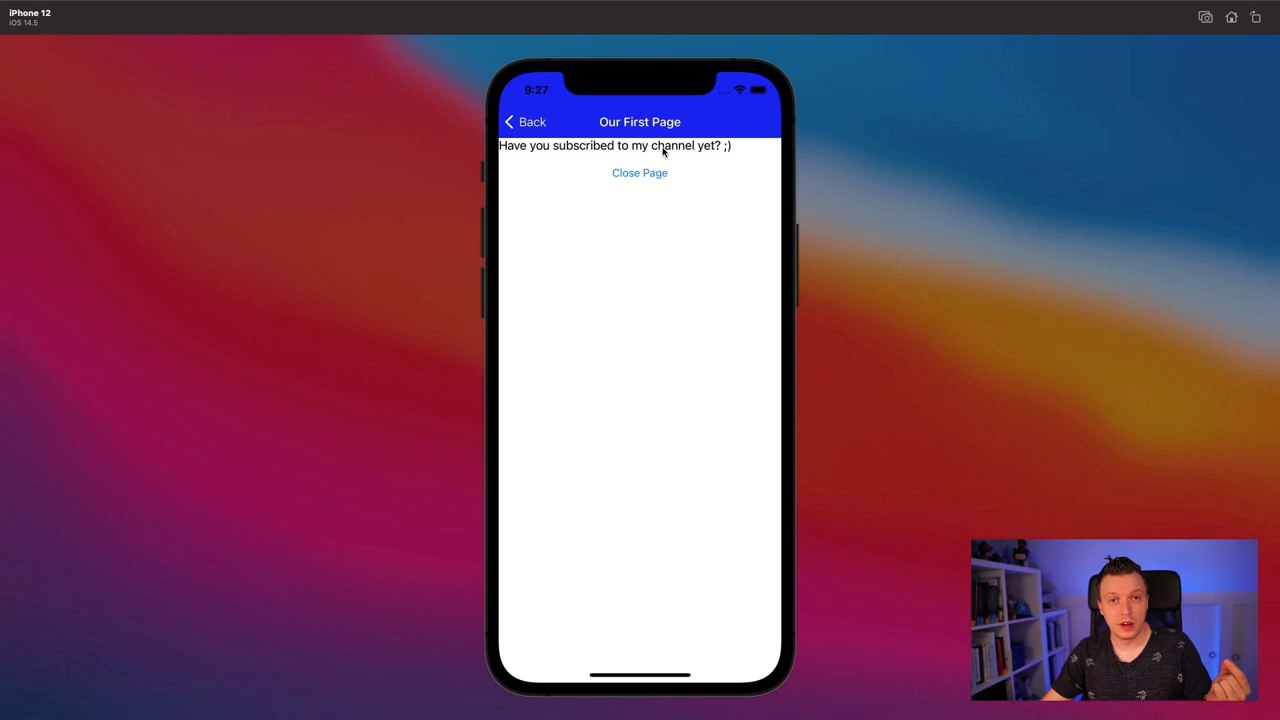 iPhone 12
iOS 14.5
9:27
Back
Our First Page
Have you subscribed to my channel yet? ;)
Close Page